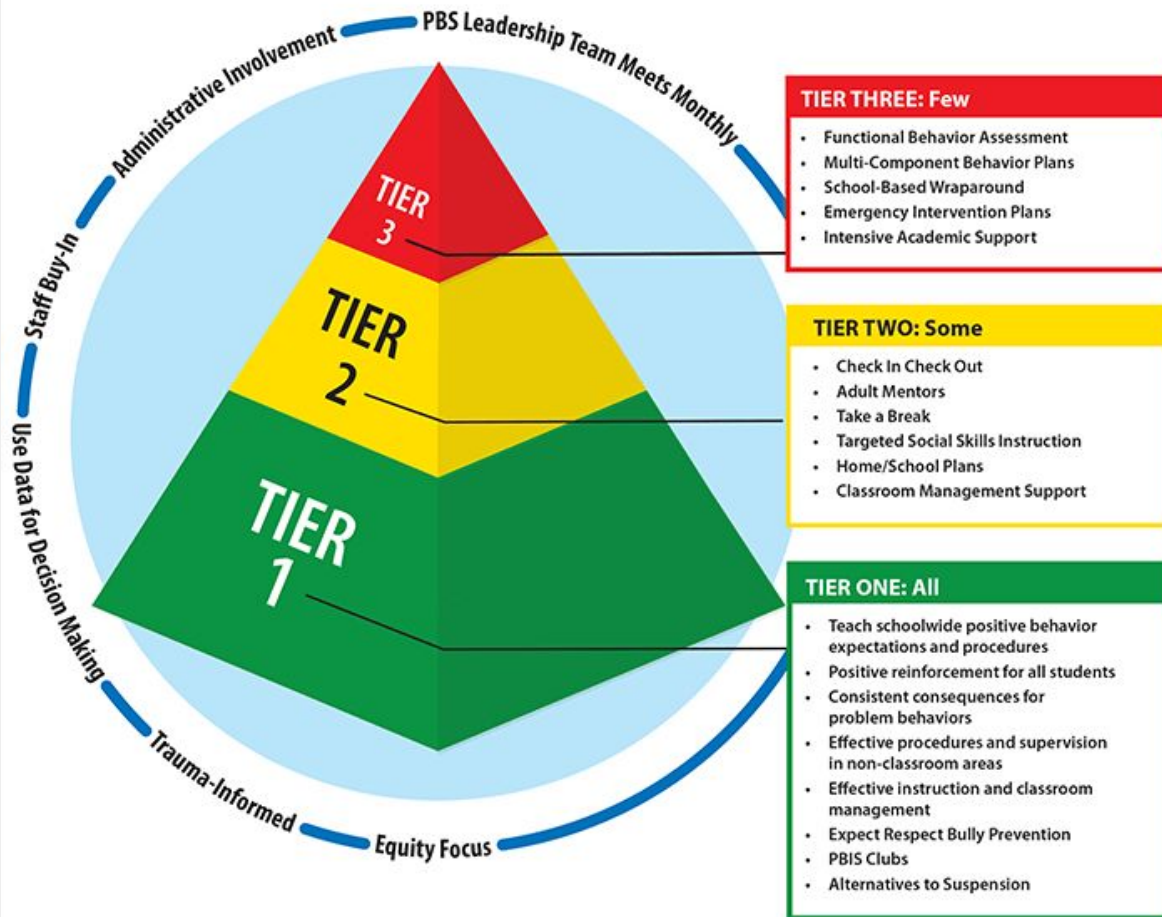 PBS Leadership Team Meets Monthly
Administrative Involvement
Staff Buy-In
Use Data for Decision Making
Trauma-Informed
Equity Focus
TIER
3
TIER
2
TIER
1
TIER THREE: Few
• Functional Behavior Assessment
• Multi-Component Behavior Plans
• School-Based Wraparound
• Emergency Intervention Plans
• Intensive Academic Support
TIER TWO: Some
• Check In Check Out
• Adult Mentors
• Take a Break
• Targeted Social Skills Instruction
• Home/School Plans
• Classroom Management Support
TIER ONE: All
• Teach schoolwide positive behavior
expectations and procedures
• Positive reinforcement for all students
• Consistent consequences for
problem behaviors
• Effective procedures and supervision
in non-classroom areas
• Effective instruction and classroom
management
• Expect Respect Bully Prevention
• PBIS Clubs
• Alternatives to Suspension